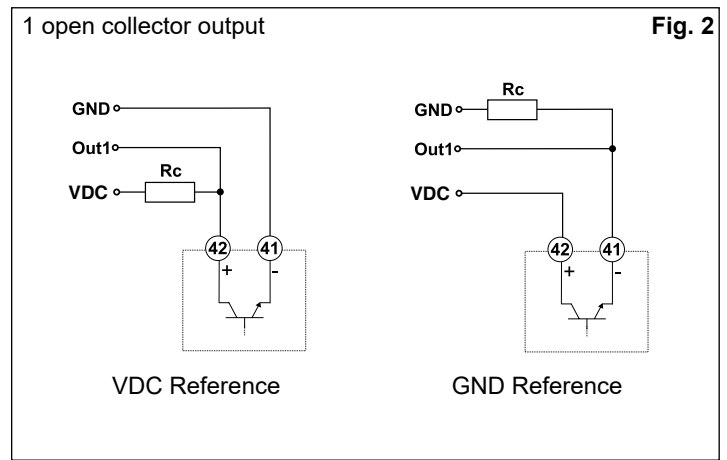 1 open collector output
Fig. 2
GND
Out1
VDC
Rc
42
41
+
-
VDC Reference
Rc
GND
Out1
VDC
42
41
+
-
GND Reference